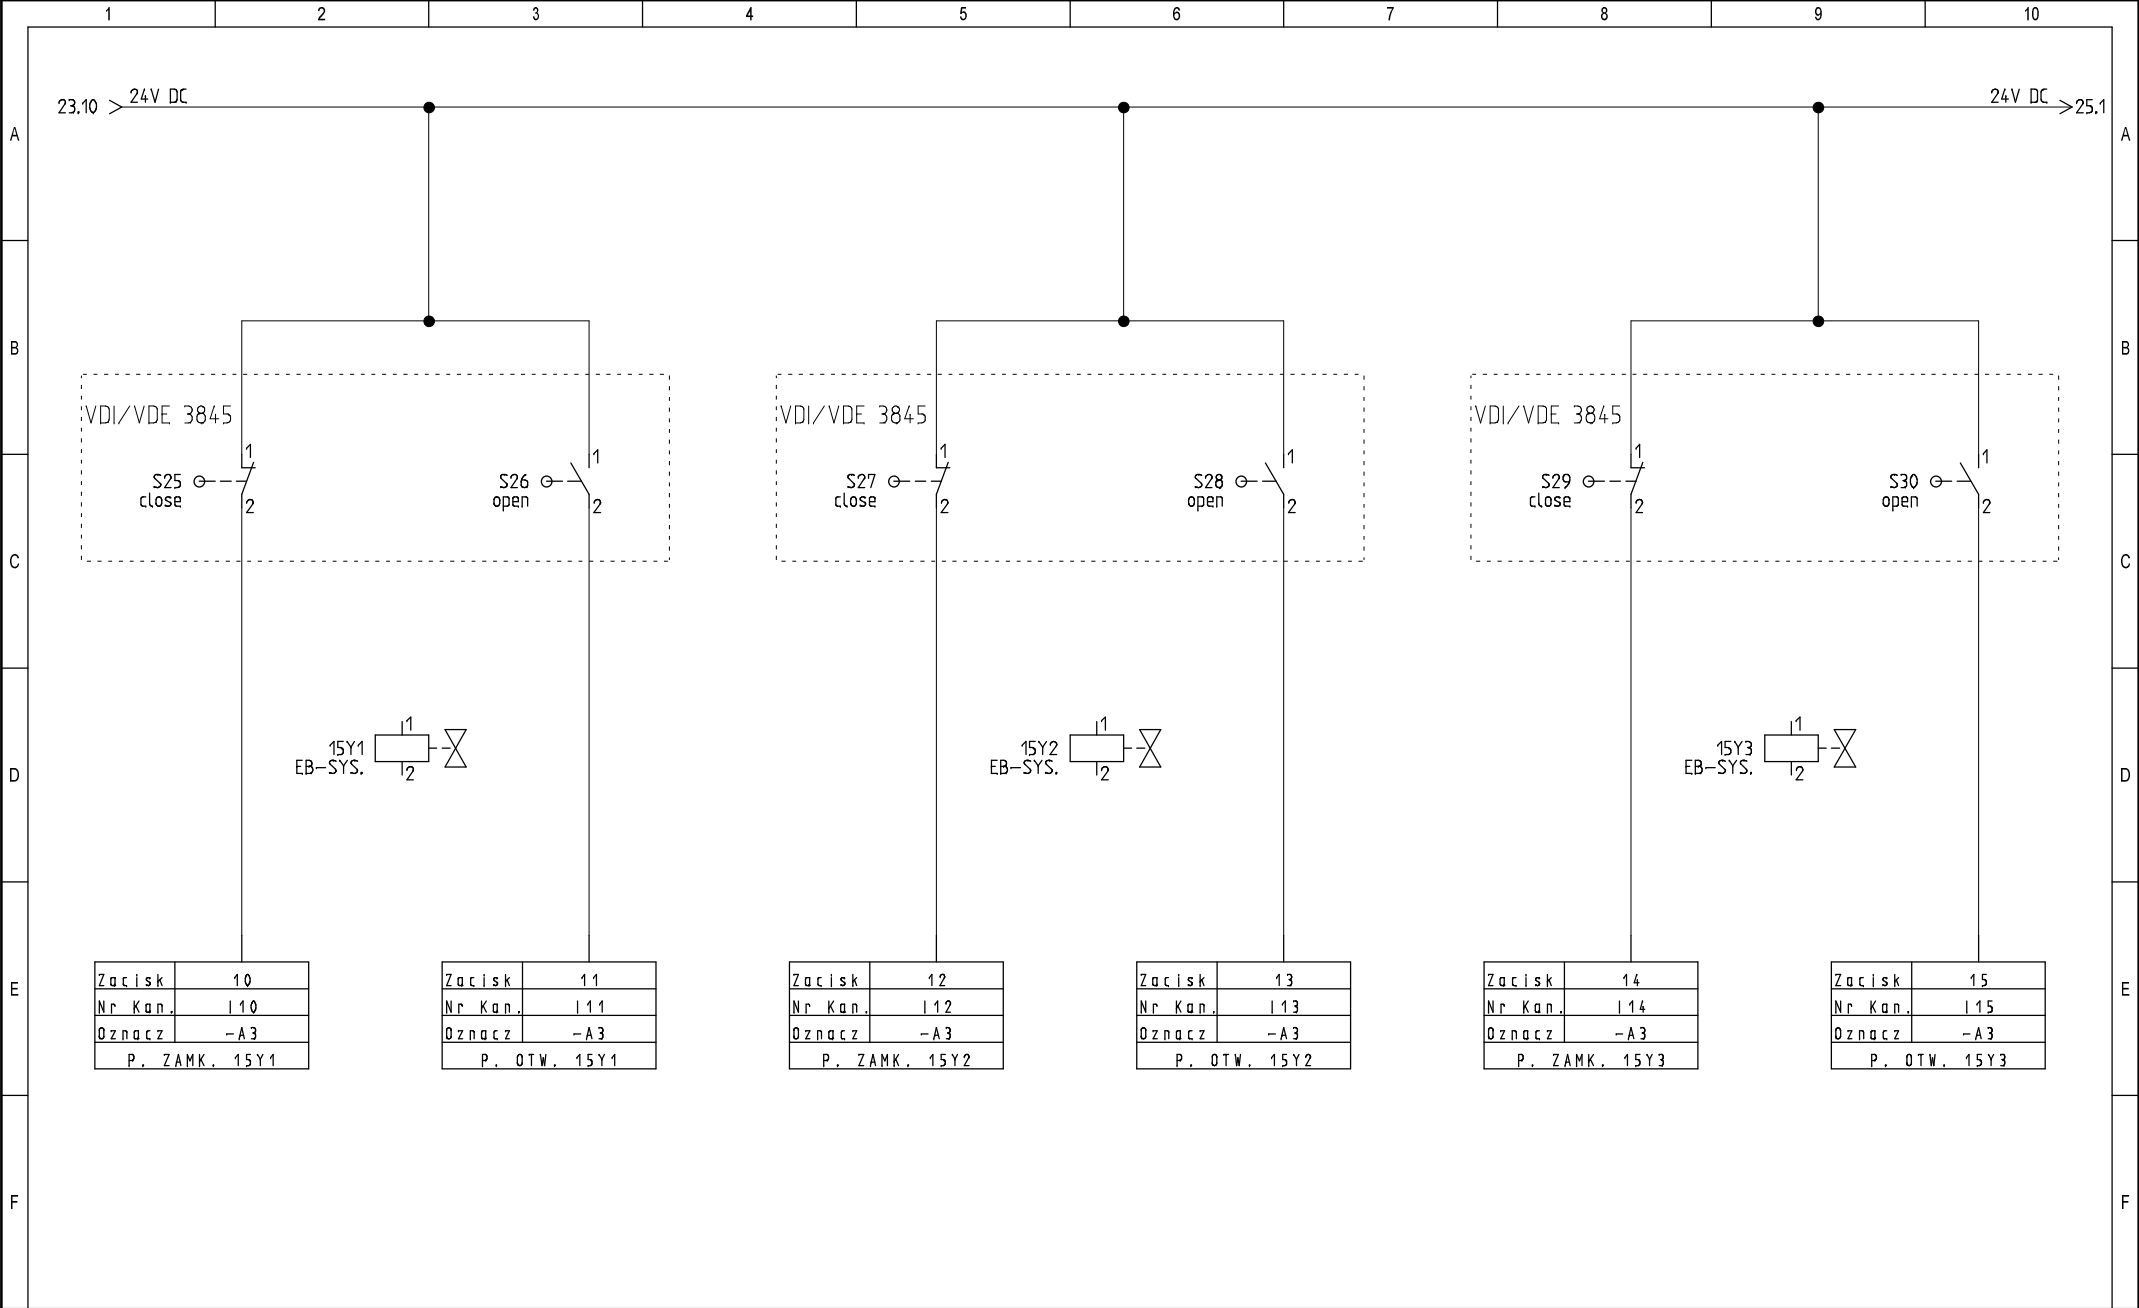 1 2 3 4 5 6 7 8 9 10
23.10 24V DC 24V DC 25.1
A A
B B
VDI/VDE 3845 VDI/VDE 3845 VDI/VDE 3845
1 1 1 1 1 1
S25 S26 S27 S28 S29 S30
close open close open close open
2 2 2 2 2 2
C C
1 1 1
15Y1 15Y2 15Y3
EB-SYS. EB-SYS. EB-SYS.
2 2 2
D D
Zacisk 10 Zacisk 11 Zacisk 12 Zacisk 13 Zacisk 14 Zacisk 15
E E
Nr Kan. I10 Nr Kan. I11 Nr Kan. I12 Nr Kan. I13 Nr Kan. I14 Nr Kan. I15
Oznacz -A3 Oznacz -A3 Oznacz -A3 Oznacz -A3 Oznacz -A3 Oznacz -A3
P. ZAMK. 15Y1 P. OTW. 15Y1 P. ZAMK. 15Y2 P. OTW. 15Y2 P. ZAMK. 15Y3 P. OTW. 15Y3
F F